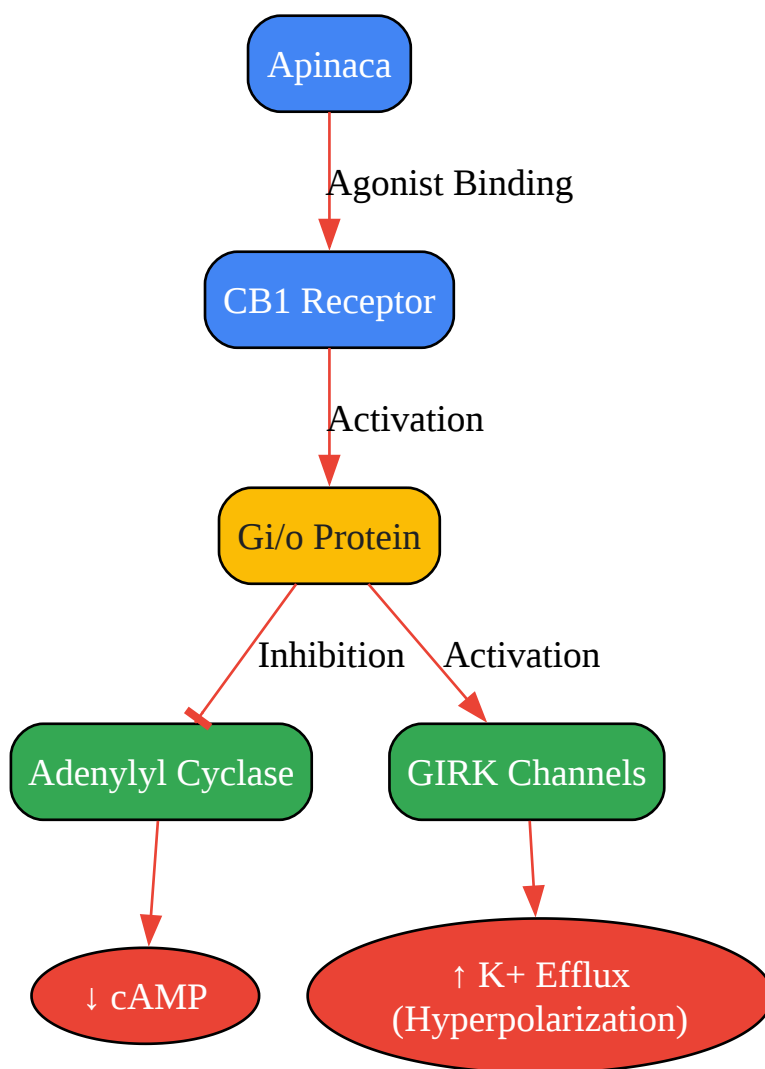 Apinaca
Agonist Binding
CB1 Receptor
Activation
Gi/o Protein
Inhibition
Activation
Adenylyl Cyclase
GIRK Channels
↓ cAMP
↑ K+ Efflux
(Hyperpolarization)